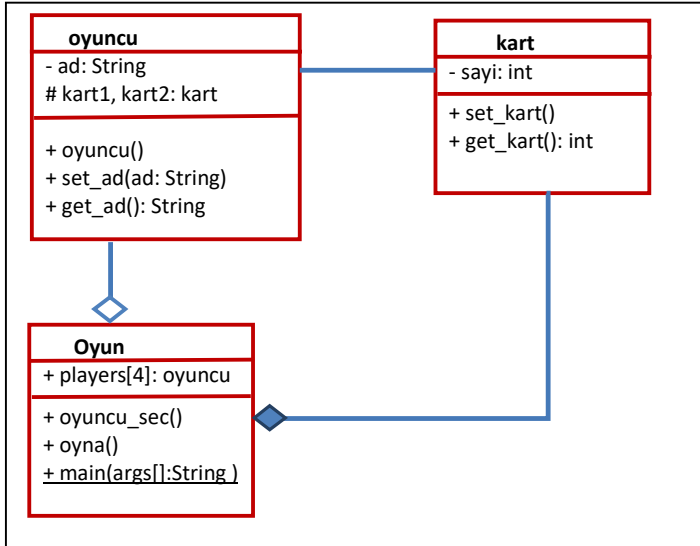 oyuncu
- ad: String
# kart1, kart2: kart
+ oyuncu()
+ set_ad(ad: String)
+ get_ad(): String
kart
- sayi: int
+ set_kart()
+ get_kart(): int
Oyun
+ players[4]: oyuncu
+ oyuncu_sec()
+ oyna()
+ main(args[]:String )